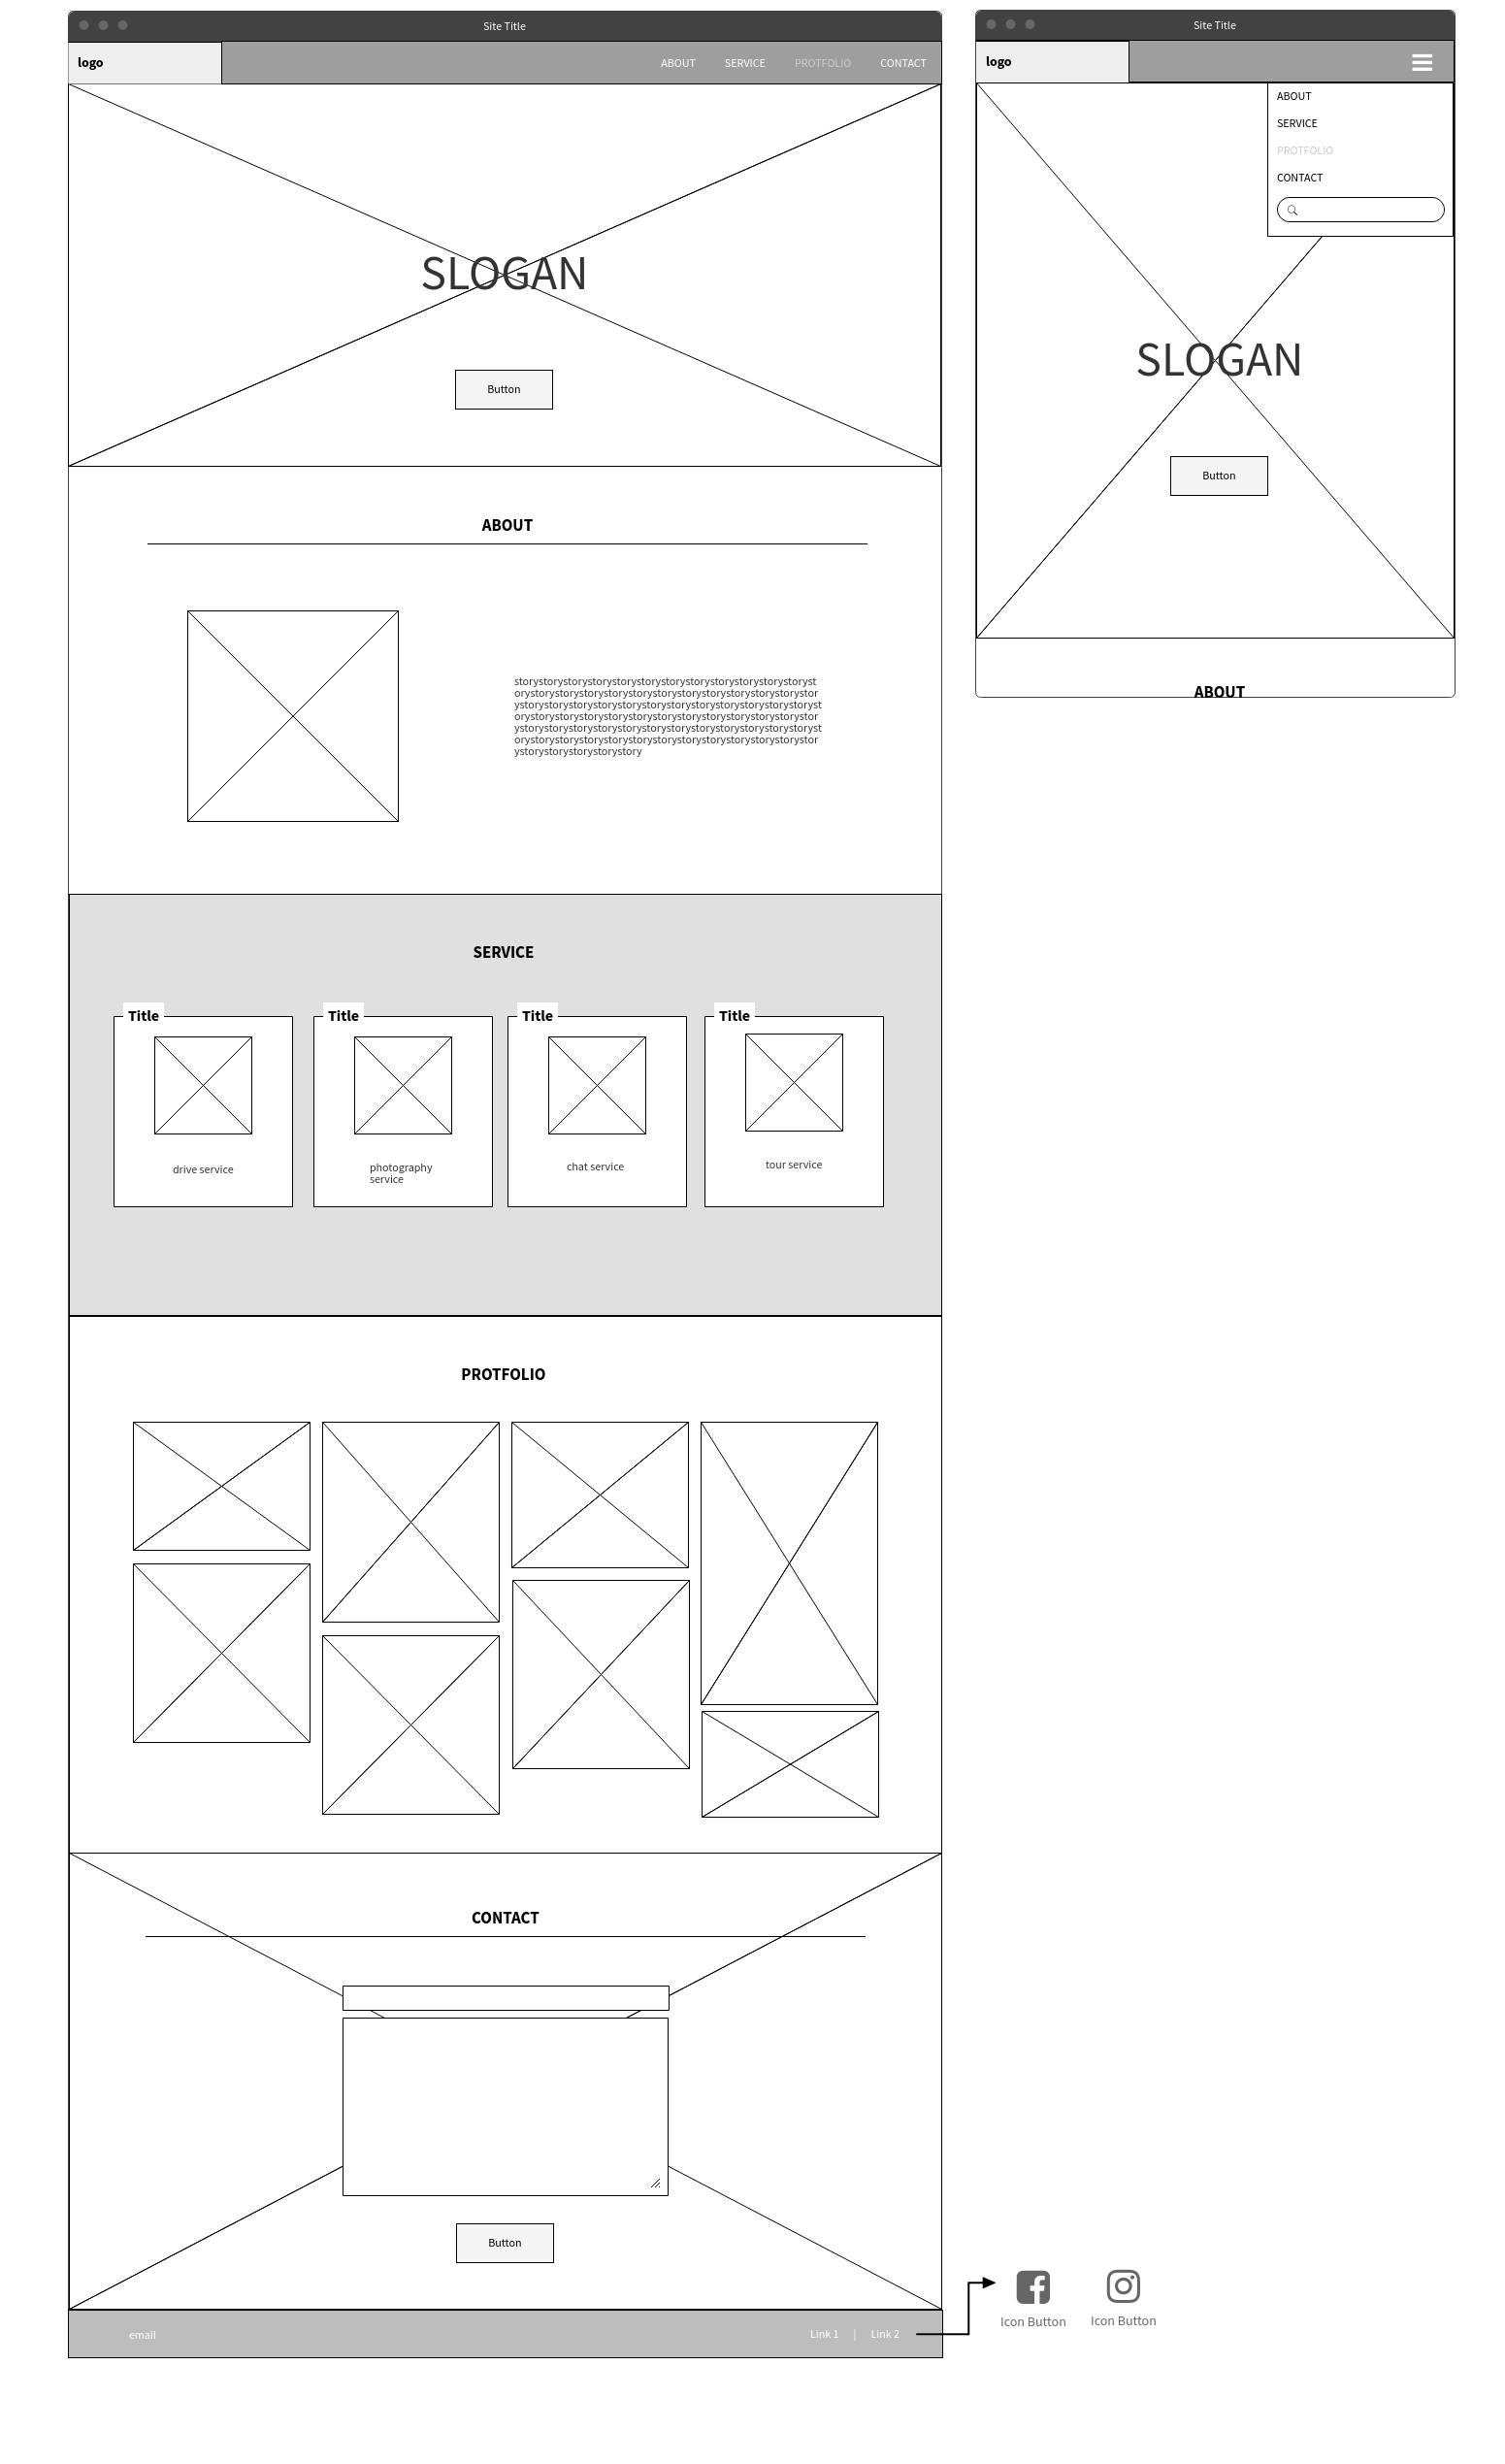 Site Title
logo
ABOUT
SERVICE
PROTFOLIO
CONTACT
SLOGAN
Button
ABOUT
storystorystorystorystorystorystorystorystorystorystorystoryst
orystorystorystorystorystorystorystorystorystorystorystorystor
ystorystorystorystorystorystorystorystorystorystorystorystoryst
orystorystorystorystorystorystorystorystorystorystorystorystor
ystorystorystorystorystorystorystorystorystorystorystorystoryst
orystorystorystorystorystorystorystorystorystorystorystorystor
ystorystorystorystorystory
SERVICE
Title
drive service
Title
photography
service
Title
chat service
Title
tour service
PROTFOLIO
CONTACT
Button
email
Link 1 | Link 2
Site Title
logo
ABOUT
SERVICE
PROTFOLIO
CONTACT
SLOGAN
Button
ABOUT
Icon Button
Icon Button